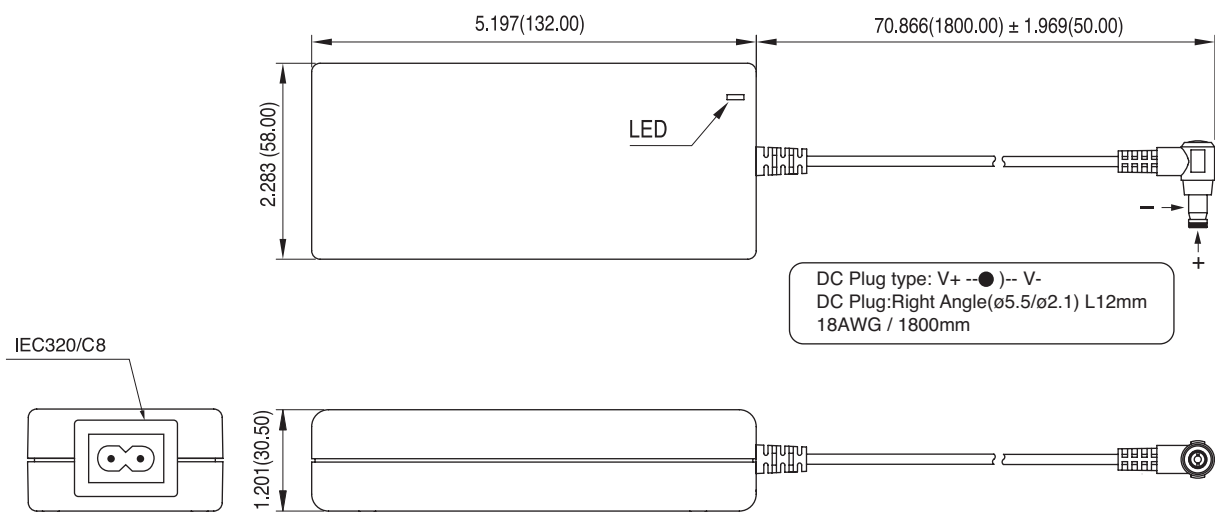 5.197(132.00)
70.866(1800.00) ± 1.969(50.00)
2.283 (58.00)
LED
–
+
DC Plug type: V+ --● )-- V-
DC Plug:Right Angle(ø5.5/ø2.1) L12mm
18AWG / 1800mm
IEC320/C8
1.201(30.50)